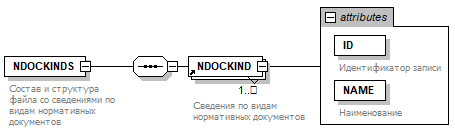 attributes
NDOCKINDS
NDOCKIND
ID
1..□
Состав и структура
файла со сведениями по
видам нормативных
документов
Сведения по видам
нормативных документов
Идентификатор записи
NAME
Наименование